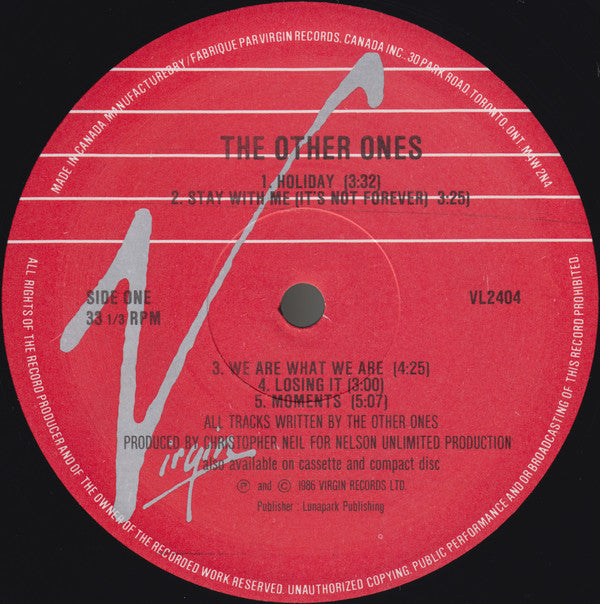 MADE IN CANADA. MANUFACTURED BY / FABRIQUE PAR VIRGIN RECORDS. CANADA INC., 30 PARK ROAD, TORONTO, ONT. M4W 2N4
THE OTHER ONES
1. HOLIDAY (3:32)
2. STAY WITH ME (IT'S NOT FOREVER) 3:25)
SIDE ONE
33 1/3 RPM
VL2404
3. WE ARE WHAT WE ARE (4:25)
4. LOSING IT (3:00)
5. MOMENTS (5:07)
ALL TRACKS WRITTEN BY THE OTHER ONES
PRODUCED BY CHRISTOPHER NEIL FOR NELSON UNLIMITED PRODUCTION
also available on cassette and compact disc
Ⓟ and © 1986 VIRGIN RECORDS LTD.
Publisher : Lunapark Publishing
Virgin
ALL RIGHTS OF THE RECORD PRODUCER AND OF THE OWNER OF THE RECORDED WORK RESERVED. UNAUTHORIZED COPYING. PUBLIC PERFORMANCE AND/OR BROADCASTING OF THIS RECORD PROHIBITED